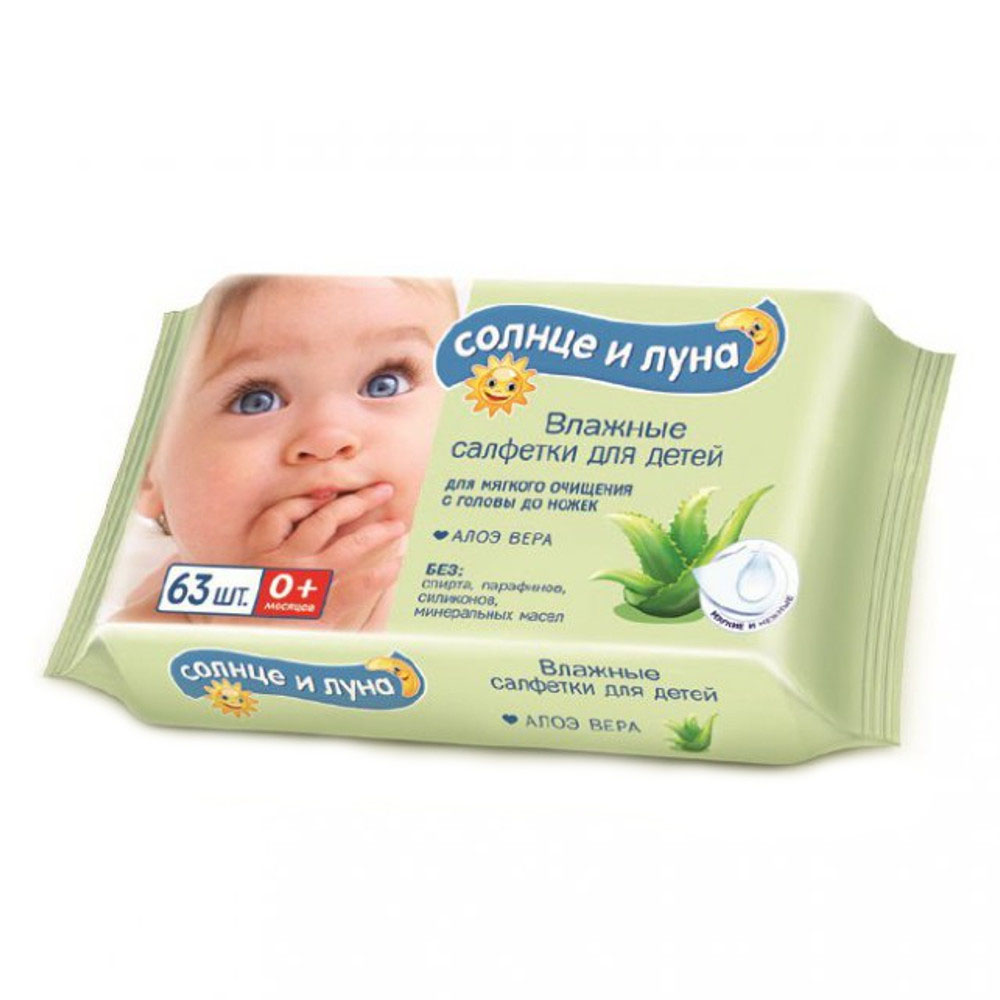 солнце и луна
Влажные
салфетки для детей
для мягкого очищения
с головы до ножек
АЛОЭ ВЕРА
БЕЗ:
спирта, парафинов,
силиконов,
минеральных масел
63 шт.
0+
месяцев
мягкие и нежные
солнце и луна
Влажные
салфетки для детей
АЛОЭ ВЕРА